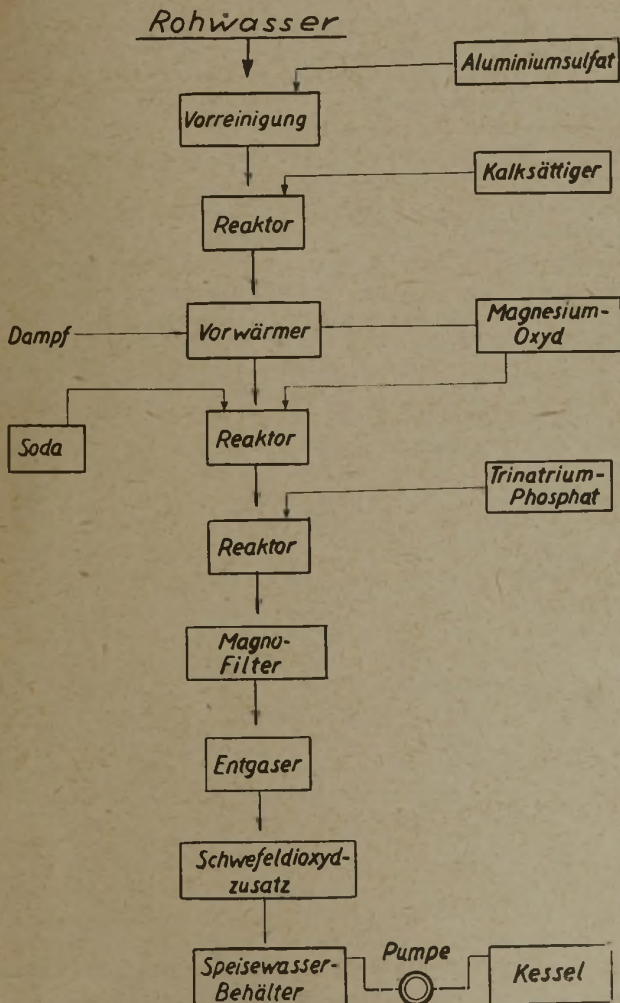 Rohwasser
Aluminiumsulfat
Vorreinigung
Kalksättiger
Reaktor
Dampf
Vorwärmer
Magnesium-
Oxyd
Soda
Reaktor
Trinatrium-
Phosphat
Reaktor
Magno-
Filter
Entgaser
Schwefeldioxyd-
zusatz
Speisewasser-
Behälter
Pumpe
Kessel